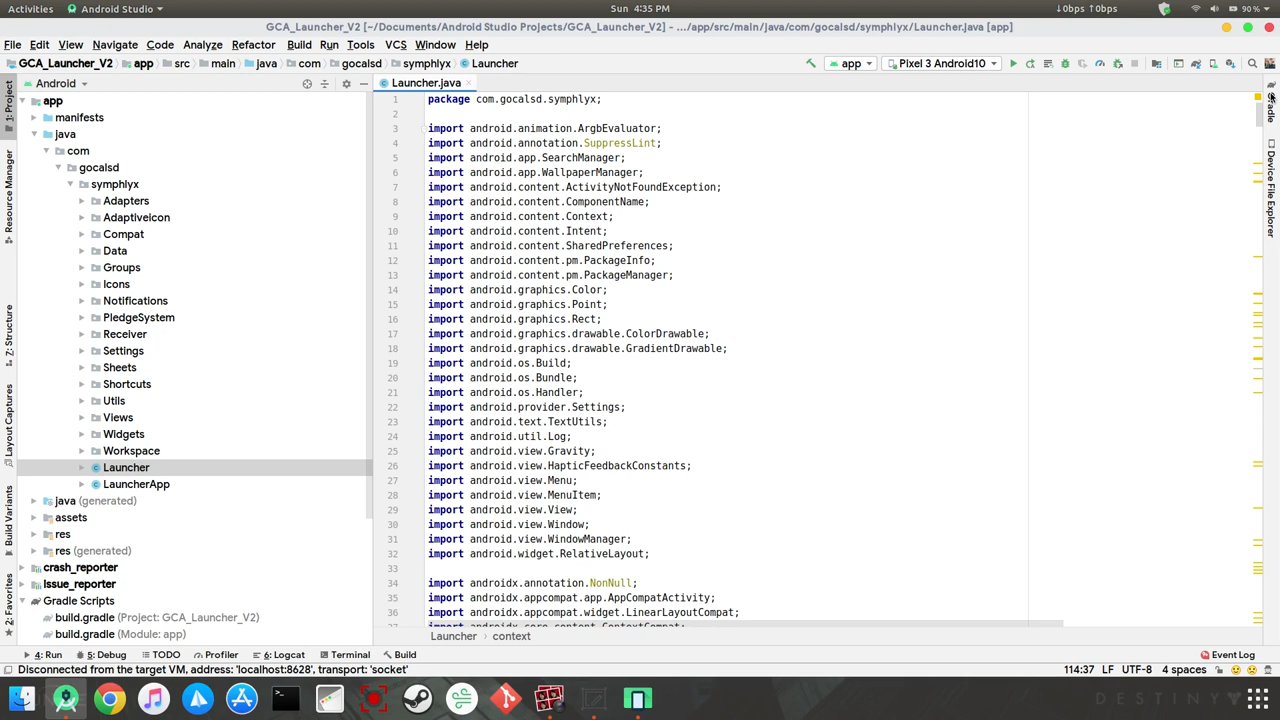 Activities Android Studio Sun 4:35 PM ↓0bps ↑0bps 90%
GCA_Launcher_V2 [~/Documents/Android Studio Projects/GCA_Launcher_V2] - .../app/src/main/java/com/gocalsd/symphlyx/Launcher.java [app]
File Edit View Navigate Code Analyze Refactor Build Run Tools VCS Window Help
GCA_Launcher_V2 app src main java com gocalsd symphlyx Launcher app Pixel 3 Android10
Android
Launcher.java
1: Project
Resource Manager
Z: Structure
Layout Captures
Build Variants
2: Favorites
app
manifests
java
com
gocalsd
symphlyx
Adapters
Adaptiveicon
Compat
Data
Groups
Icons
Notifications
PledgeSystem
Receiver
Settings
Sheets
Shortcuts
Utils
Views
Widgets
Workspace
Launcher
LauncherApp
java (generated)
assets
res
res (generated)
crash_reporter
issue_reporter
Gradle Scripts
build.gradle (Project: GCA_Launcher_V2)
build.gradle (Module: app)
1 package com.gocalsd.symphlyx;
2
3 import android.animation.ArgbEvaluator;
4 import android.annotation.SuppressLint;
5 import android.app.SearchManager;
6 import android.app.WallpaperManager;
7 import android.content.ActivityNotFoundException;
8 import android.content.ComponentName;
9 import android.content.Context;
10 import android.content.Intent;
11 import android.content.SharedPreferences;
12 import android.content.pm.PackageInfo;
13 import android.content.pm.PackageManager;
14 import android.graphics.Color;
15 import android.graphics.Point;
16 import android.graphics.Rect;
17 import android.graphics.drawable.ColorDrawable;
18 import android.graphics.drawable.GradientDrawable;
19 import android.os.Build;
20 import android.os.Bundle;
21 import android.os.Handler;
22 import android.provider.Settings;
23 import android.text.TextUtils;
24 import android.util.Log;
25 import android.view.Gravity;
26 import android.view.HapticFeedbackConstants;
27 import android.view.Menu;
28 import android.view.MenuItem;
29 import android.view.View;
30 import android.view.Window;
31 import android.view.WindowManager;
32 import android.widget.RelativeLayout;
33
34 import androidx.annotation.NonNull;
35 import androidx.appcompat.app.AppCompatActivity;
36 import androidx.appcompat.widget.LinearLayoutCompat;
37 import androidx.core.content.ContextCompat;
Gradle
Device File Explorer
Launcher context
4: Run 5: Debug TODO Profiler 6: Logcat Terminal Build Event Log
Disconnected from the target VM, address: 'localhost:8628', transport: 'socket' 114:37 LF UTF-8 4 spaces
DESTINY